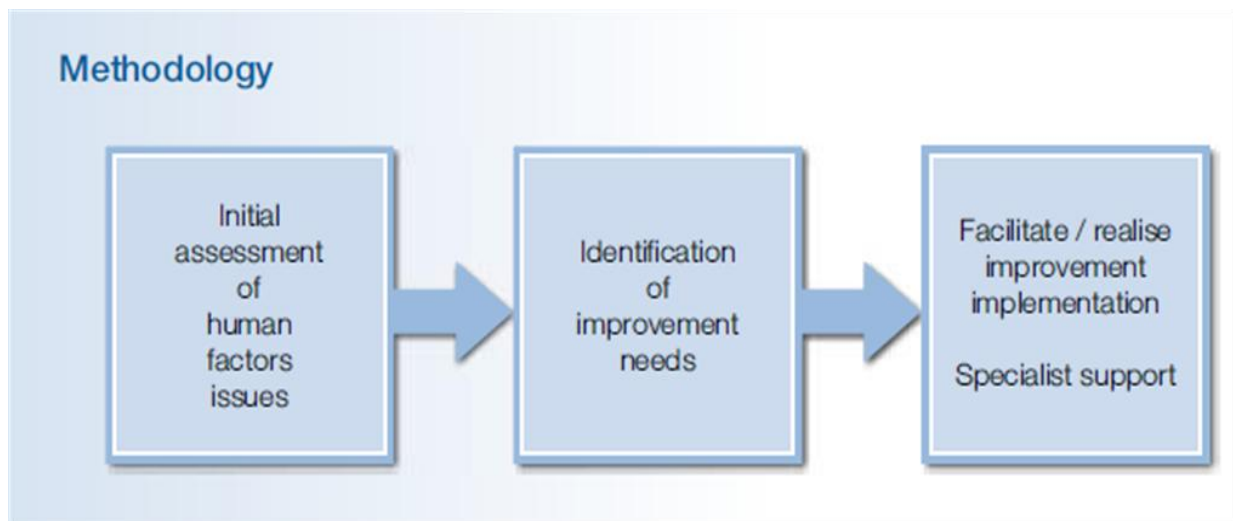 Methodology
Initial
assessment
of
human
factors
issues
Identification
of
improvement
needs
Facilitate / realise
improvement
implementation
Specialist support